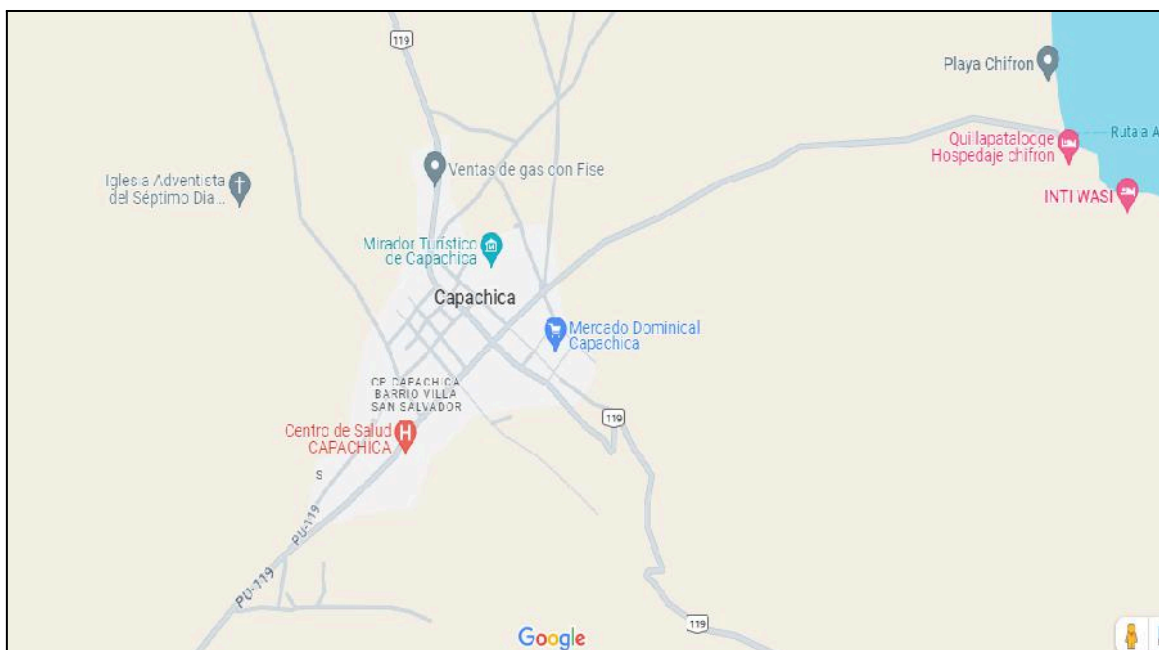 119
Playa Chifron
Ruta a A
Quillapatalodge
Hospedaje chifron
Ventas de gas con Fise
Iglesia Adventista
del Séptimo Dia...
INTI WASI
Mirador Turístico
de Capachica
Capachica
Mercado Dominical
Capachica
CP. CAPACHICA
BARRIO VILLA
SAN SALVADOR
119
Centro de Salud
CAPACHICA
H
S
PU-119
PU-119
119
Google